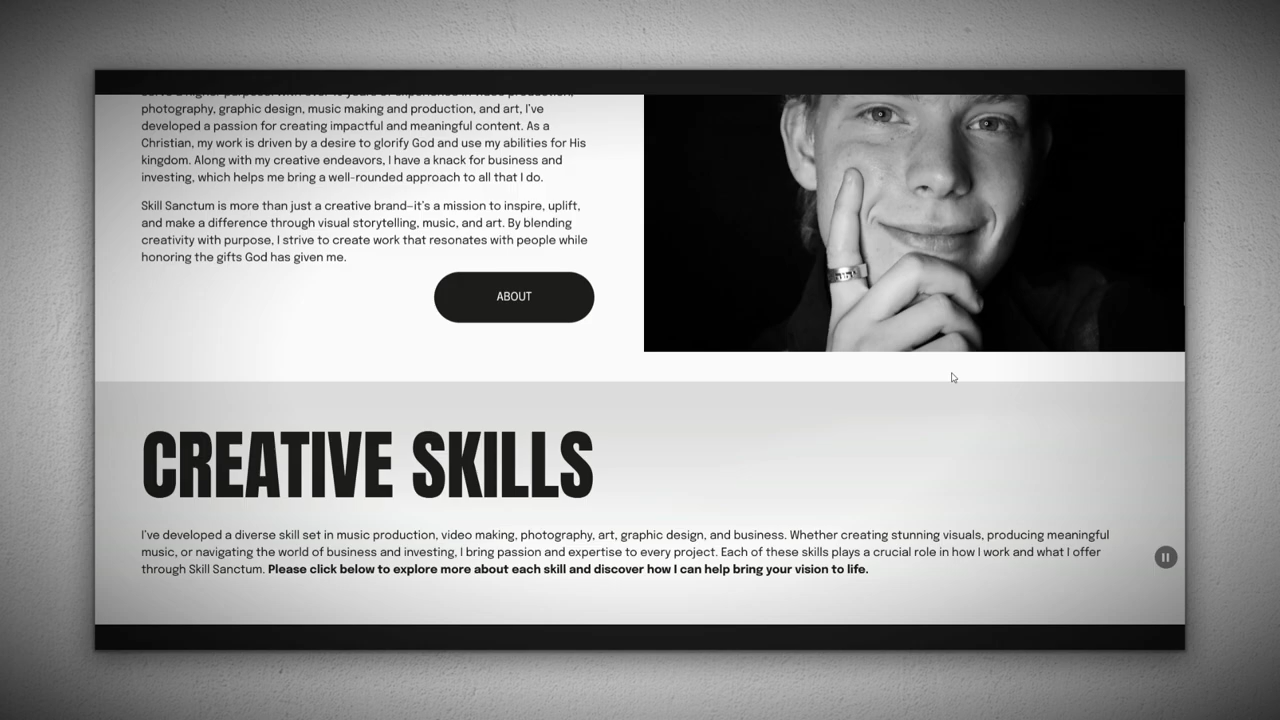 photography, graphic design, music making and production, and art, I've
developed a passion for creating impactful and meaningful content. As a
Christian, my work is driven by a desire to glorify God and use my abilities for His
kingdom. Along with my creative endeavors, I have a knack for business and
investing, which helps me bring a well-rounded approach to all that I do.
Skill Sanctum is more than just a creative brand—it's a mission to inspire, uplift,
and make a difference through visual storytelling, music, and art. By blending
creativity with purpose, I strive to create work that resonates with people while
honoring the gifts God has given me.
ABOUT
CREATIVE SKILLS
I've developed a diverse skill set in music production, video making, photography, art, graphic design, and business. Whether creating stunning visuals, producing meaningful
music, or navigating the world of business and investing, I bring passion and expertise to every project. Each of these skills plays a crucial role in how I work and what I offer
through Skill Sanctum. Please click below to explore more about each skill and discover how I can help bring your vision to life.